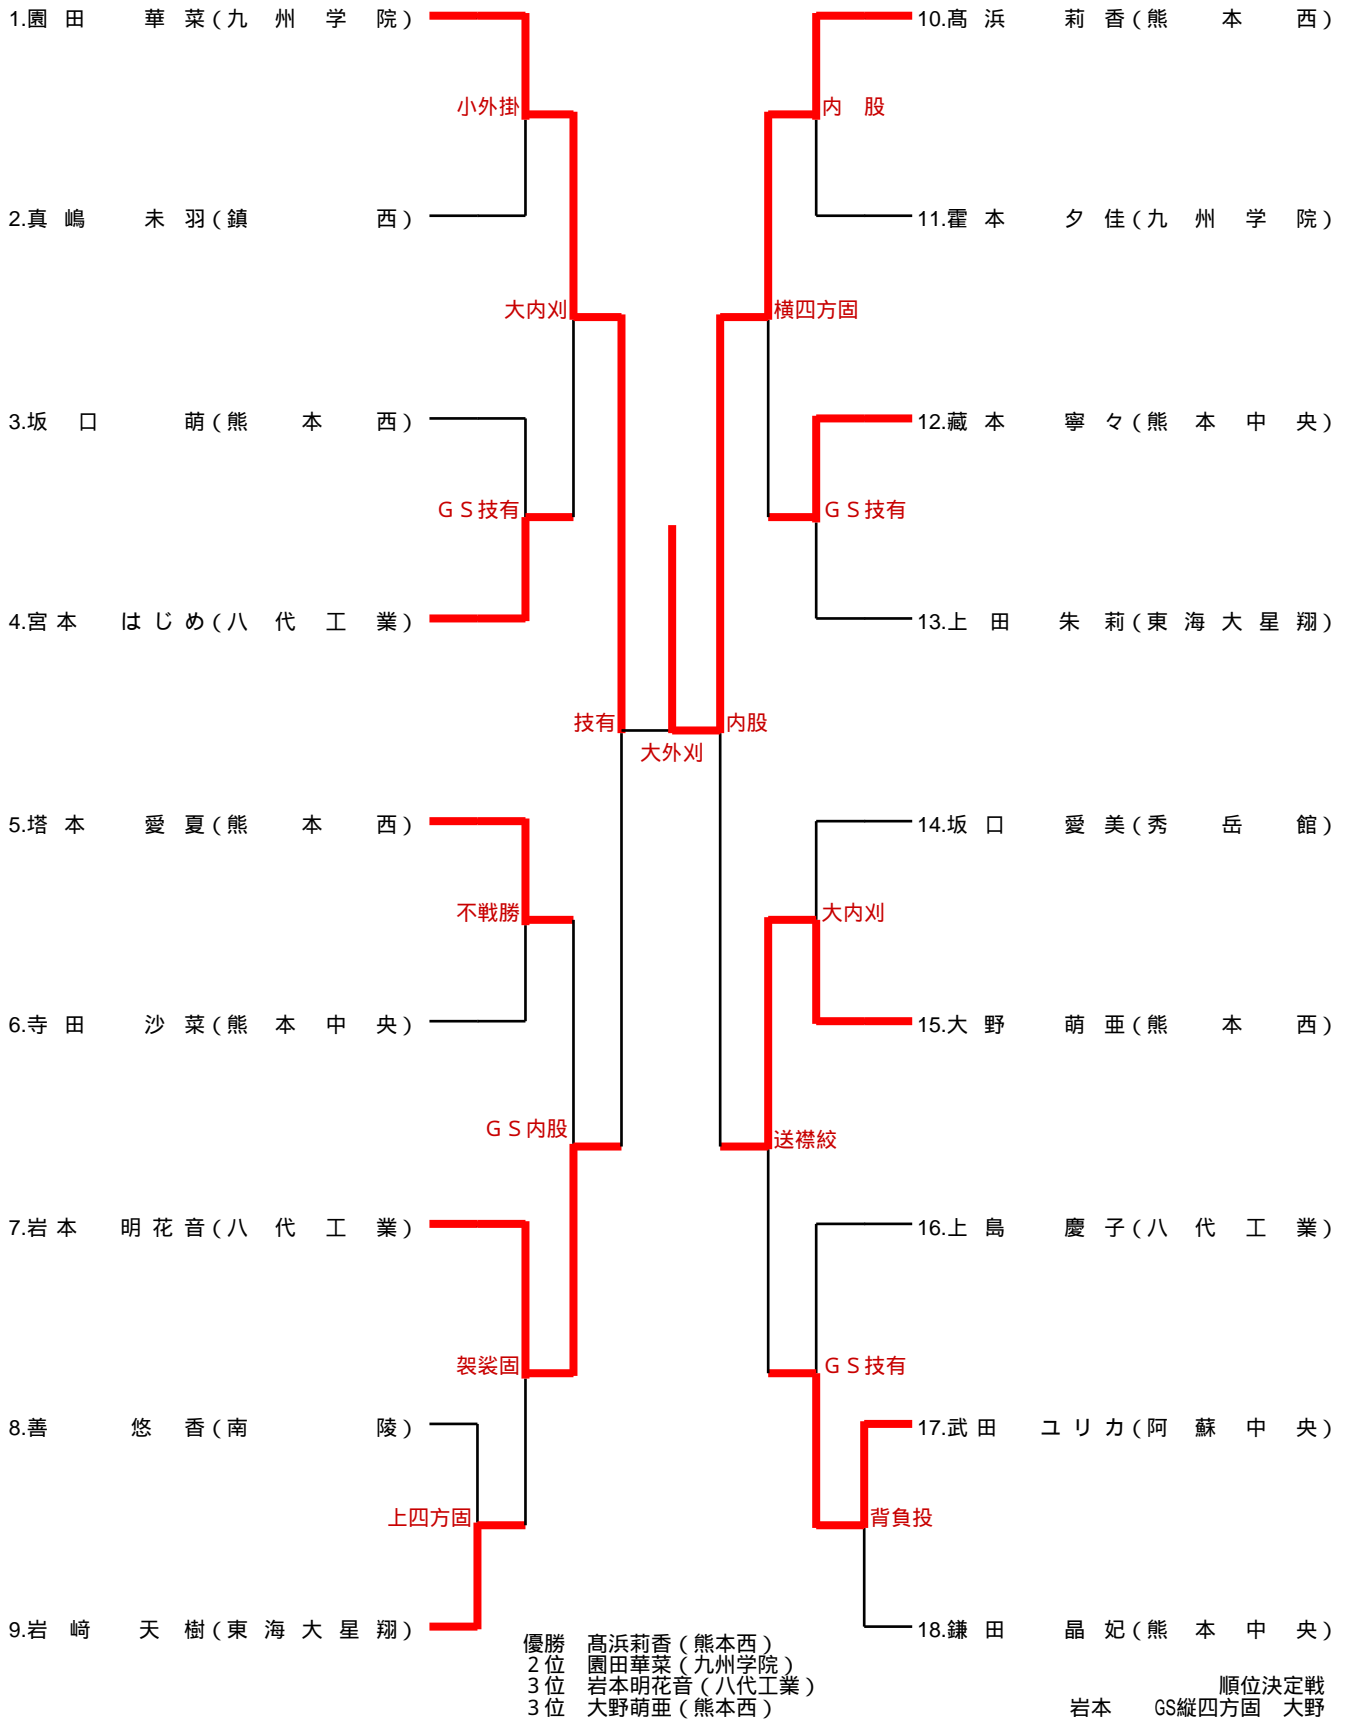 1.園田 華菜(九州学院)
小外掛
2.真嶋 未羽(鎮西)
大内刈
3.坂口 萌(熊本西)
GS技有
4.宮本 はじめ(八代工業)
技有
5.塔本 愛夏(熊本西)
不戦勝
6.寺田 沙菜(熊本中央)
GS内股
7.岩本 明花音(八代工業)
袈裟固
8.善 悠香(南陵)
上四方固
9.岩﨑 天樹(東海大星翔)
大外刈
10.髙浜 莉香(熊本西)
内 股
11.霍本 夕佳(九州学院)
横四方固
12.藏本 寧々(熊本中央)
GS技有
13.上田 朱莉(東海大星翔)
内股
14.坂口 愛美(秀岳館)
大内刈
15.大野 萌亜(熊本西)
送襟絞
16.上島 慶子(八代工業)
GS技有
17.武田 ユリカ(阿蘇中央)
背負投
18.鎌田 晶妃(熊本中央)
優勝 髙浜莉香(熊本西)
2位 園田華菜(九州学院)
3位 岩本明花音(八代工業)
3位 大野萌亜(熊本西)
順位決定戦
岩本 GS縦四方固 大野